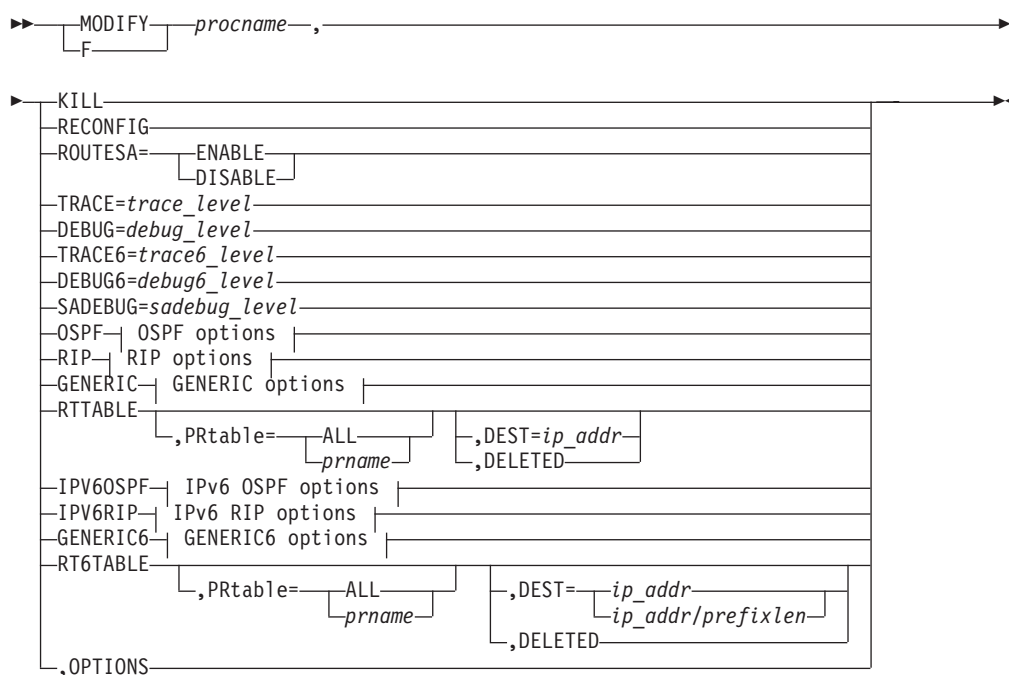 MODIFY procname ,
F
KILL
RECONFIG
ROUTESA= ENABLE
DISABLE
TRACE=trace_level
DEBUG=debug_level
TRACE6=trace6_level
DEBUG6=debug6_level
SADEBUG=sadebug_level
OSPF OSPF options
RIP RIP options
GENERIC GENERIC options
RTTABLE
,PRtable= ALL ,DEST=ip_addr
prname ,DELETED
IPV6OSPF IPv6 OSPF options
IPV6RIP IPv6 RIP options
GENERIC6 GENERIC6 options
RT6TABLE
,PRtable= ALL ,DEST= ip_addr
prname ip_addr/prefixlen
,DELETED
,OPTIONS